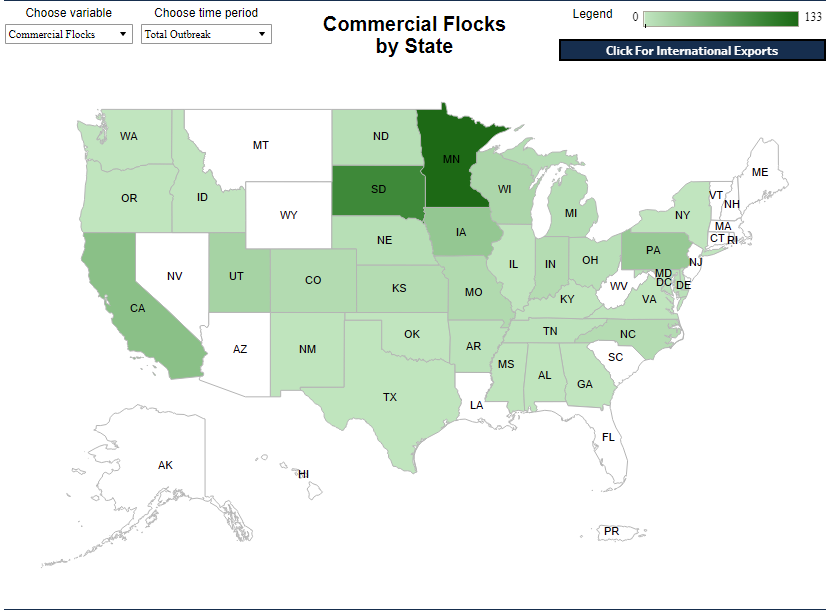 Choose variable
Choose time period
Commercial Flocks
by State
Legend
0
133
Commercial Flocks
Total Outbreak
Click For International Exports
WA
MT
ND
MN
ME
OR
ID
WY
SD
WI
MI
VT
NH
NY
MA
CT
RI
NV
UT
CO
NE
IA
IL
IN
OH
PA
NJ
MD
DC
DE
WV
VA
CA
KS
MO
KY
AZ
NM
OK
AR
TN
NC
SC
TX
LA
MS
AL
GA
FL
AK
HI
PR